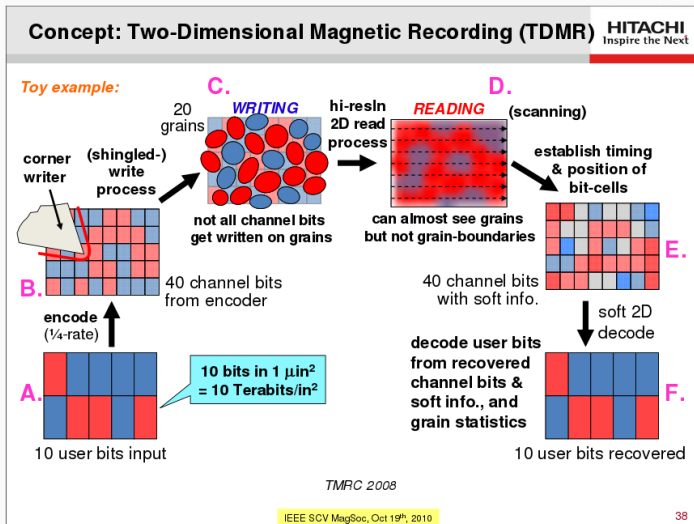 Concept: Two-Dimensional Magnetic Recording (TDMR)
HITACHI
Inspire the Next
Toy example:
C.
D.
20
grains
WRITING
hi-resln
2D read
process
READING
(scanning)
corner
writer
(shingled-)
write
process
establish timing
& position of
bit-cells
not all channel bits
get written on grains
can almost see grains
but not grain-boundaries
B.
40 channel bits
from encoder
40 channel bits
with soft info.
E.
encode
(¼-rate)
soft 2D
decode
A.
10 bits in 1 μin²
= 10 Terabits/in²
decode user bits
from recovered
channel bits &
soft info., and
grain statistics
F.
10 user bits input
10 user bits recovered
TMRC 2008
IEEE SCV MagSoc, Oct 19th, 2010
38